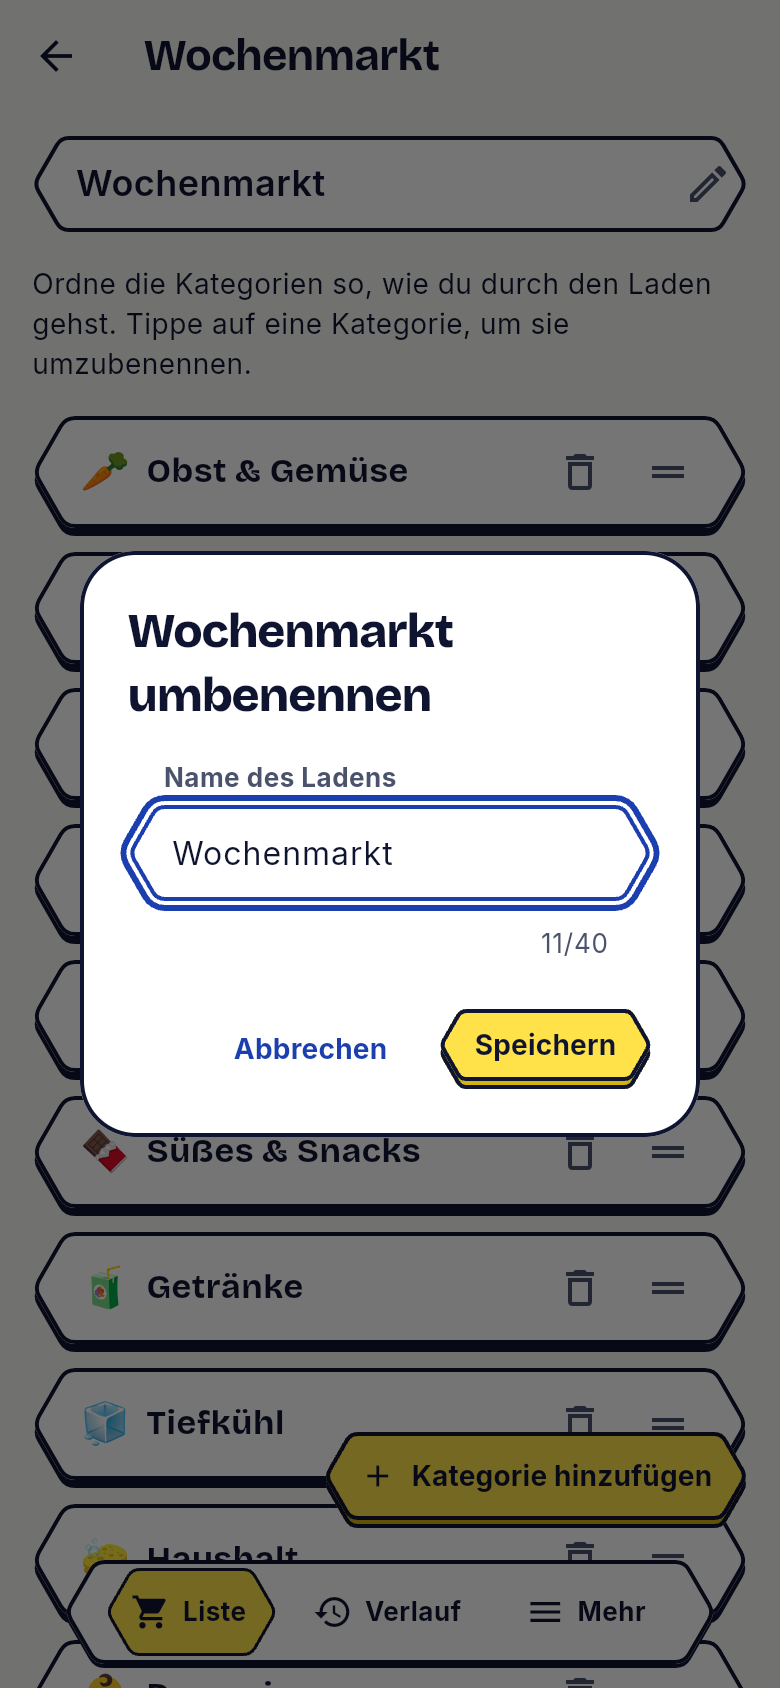 Wochenmarkt
Wochenmarkt
Ordne die Kategorien so, wie du durch den Laden
gehst. Tippe auf eine Kategorie, um sie
umzubenennen.
Obst & Gemüse
Wochenmarkt
umbenennen
Name des Ladens
Wochenmarkt
11/40
Abbrechen
Speichern
Süßes & Snacks
Getränke
Tiefkühl
Kategorie hinzufügen
Haushalt
Liste
Verlauf
Mehr